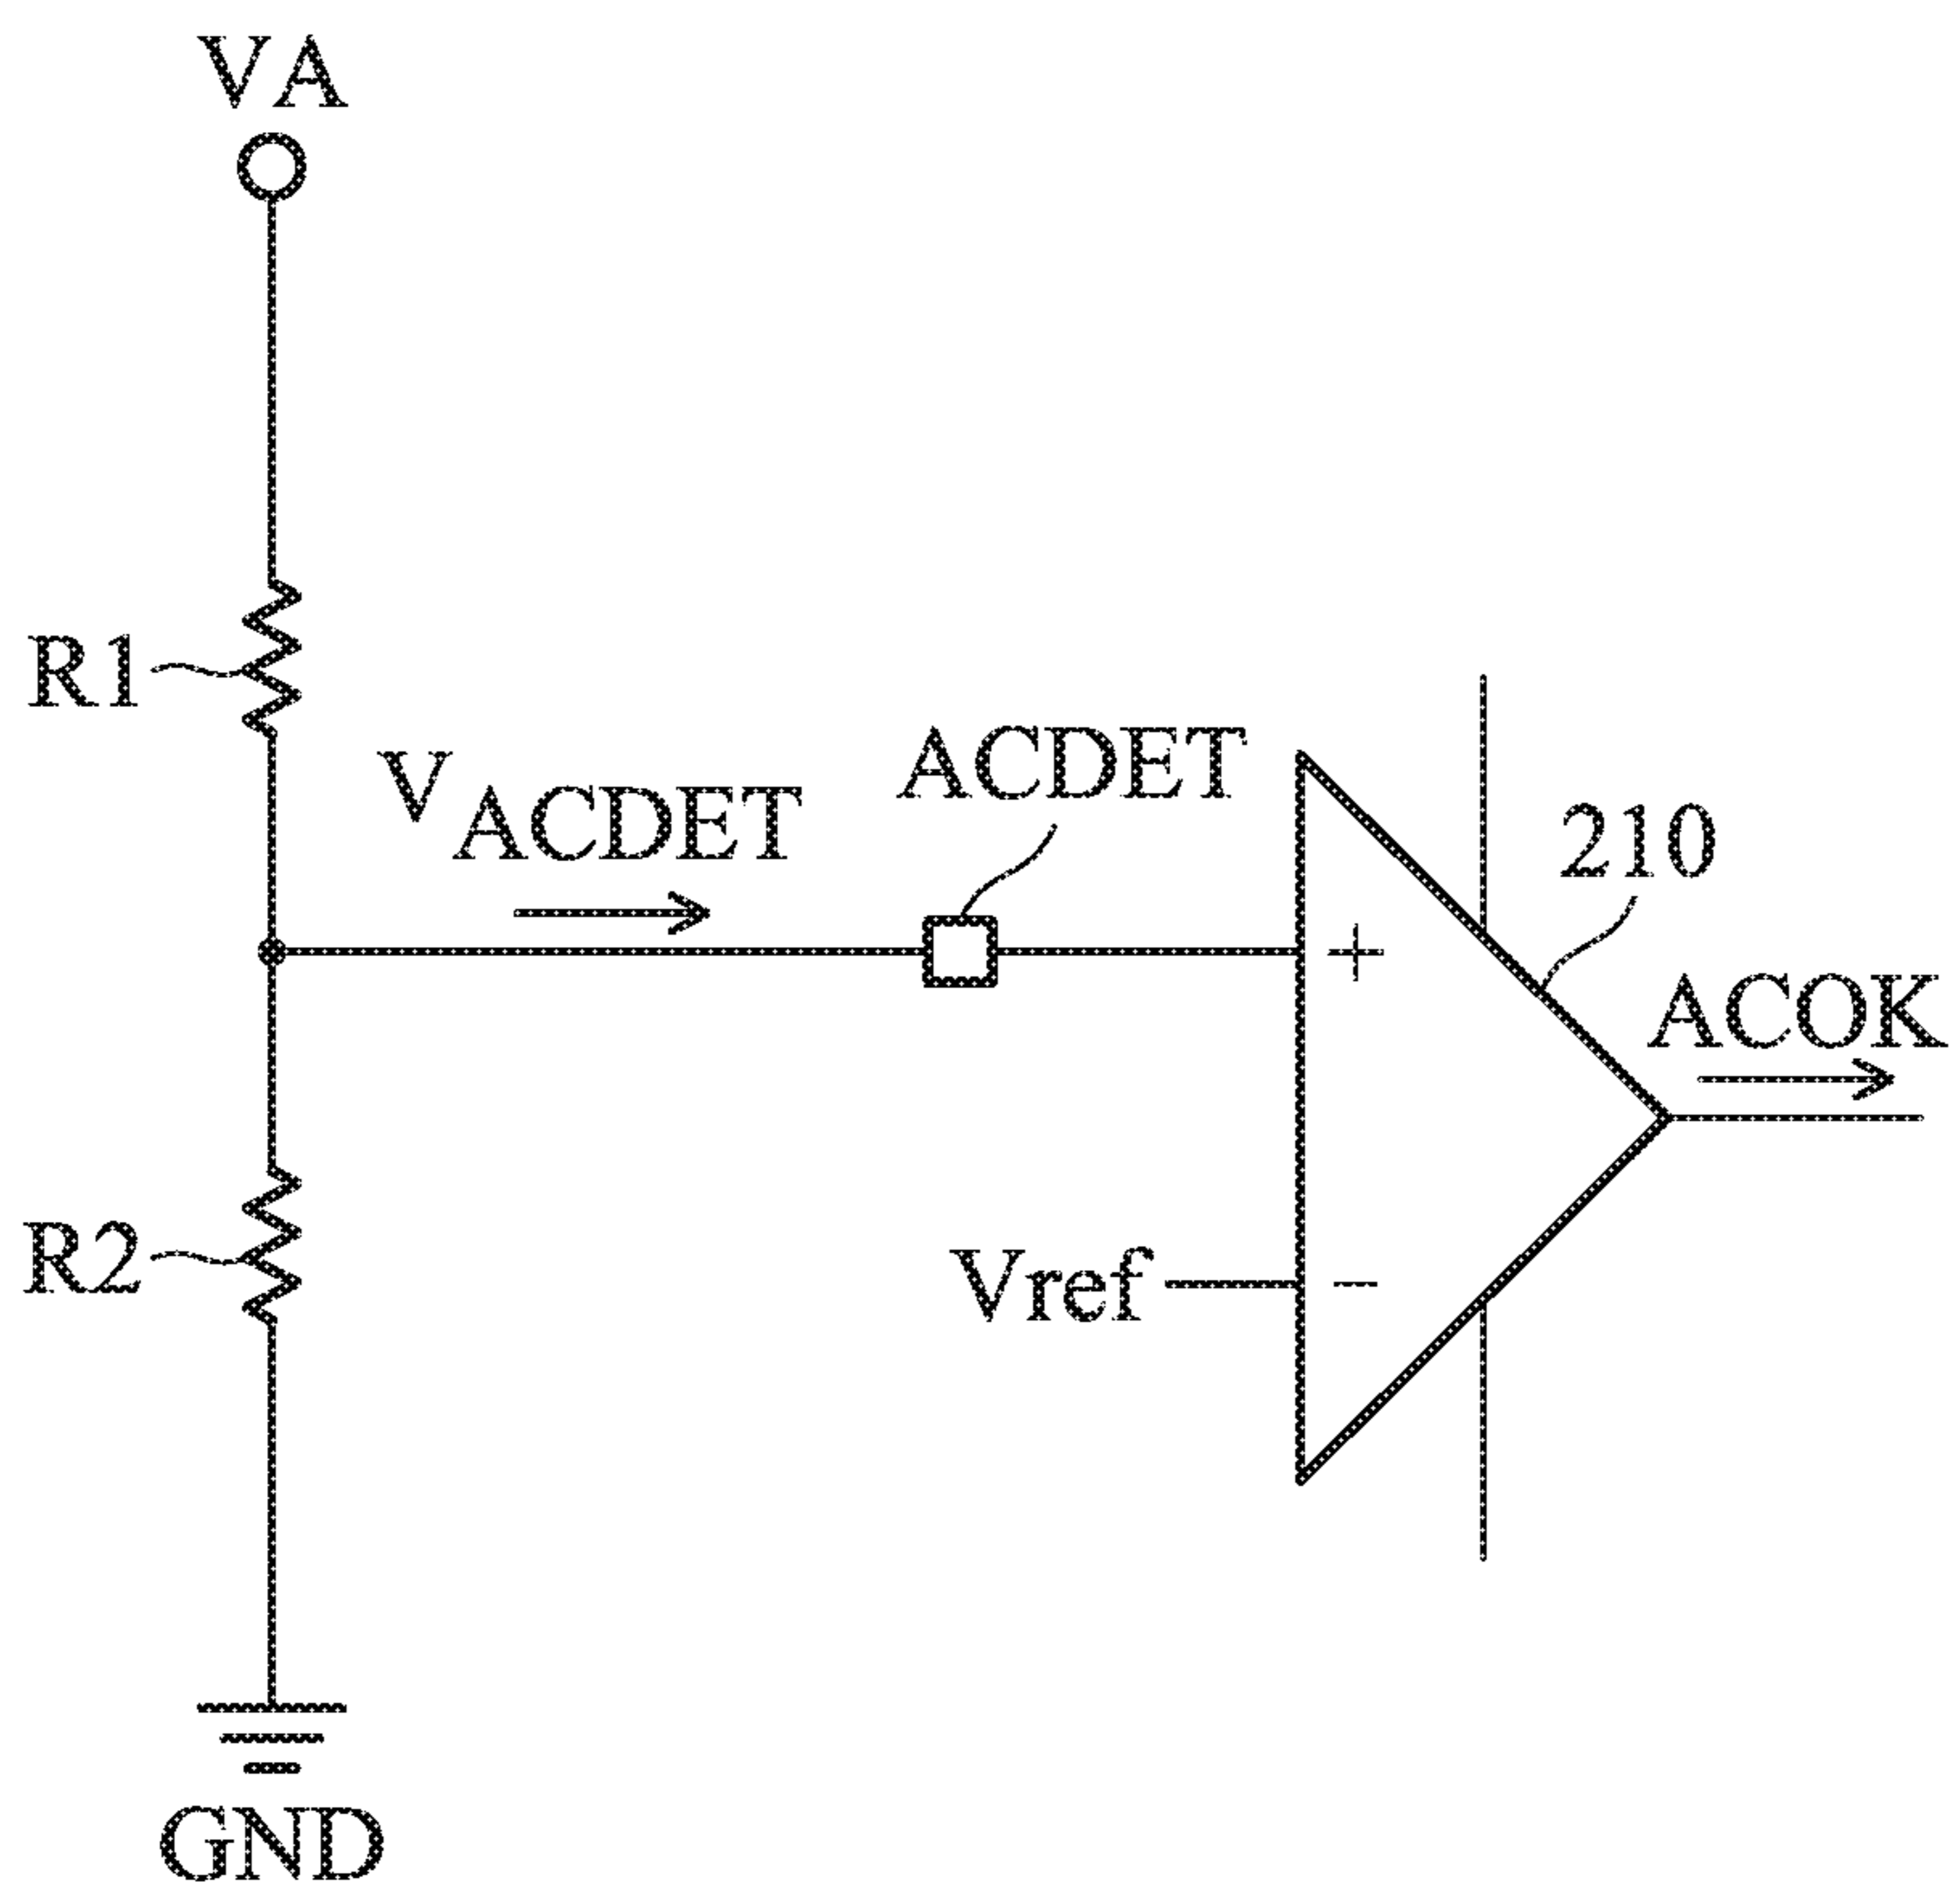 VA
R1
VACDET
ACDET
210
ACOK
+
R2
Vref
-
GND